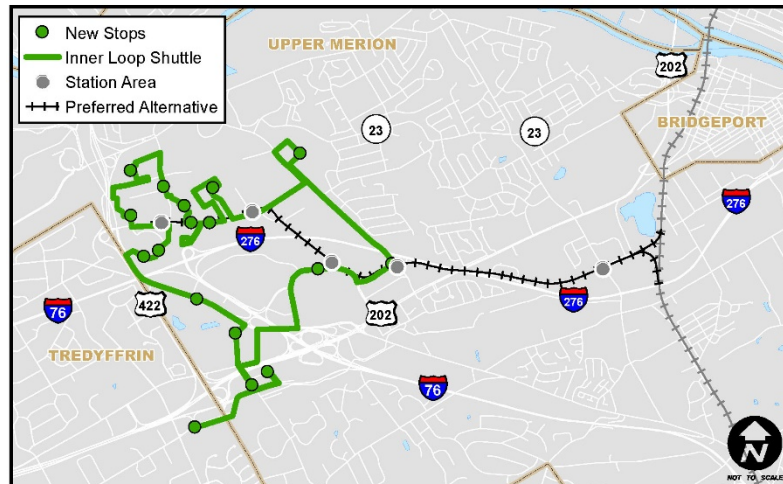 New Stops
Inner Loop Shuttle
Station Area
Preferred Alternative
UPPER MERION
202
BRIDGEPORT
23
23
276
276
422
202
276
76
TREDYFFRIN
76
N
NOT TO SCALE